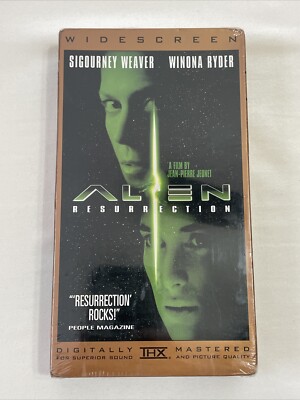 WIDESCREEN
SIGOURNEY WEAVER WINONA RYDER
A FILM BY
JEAN-PIERRE JEUNET
ALIEN
RESURRECTION
"'RESURRECTION'
ROCKS!"
PEOPLE MAGAZINE
DIGITALLY THX MASTERED
FOR SUPERIOR SOUND AND PICTURE QUALITY